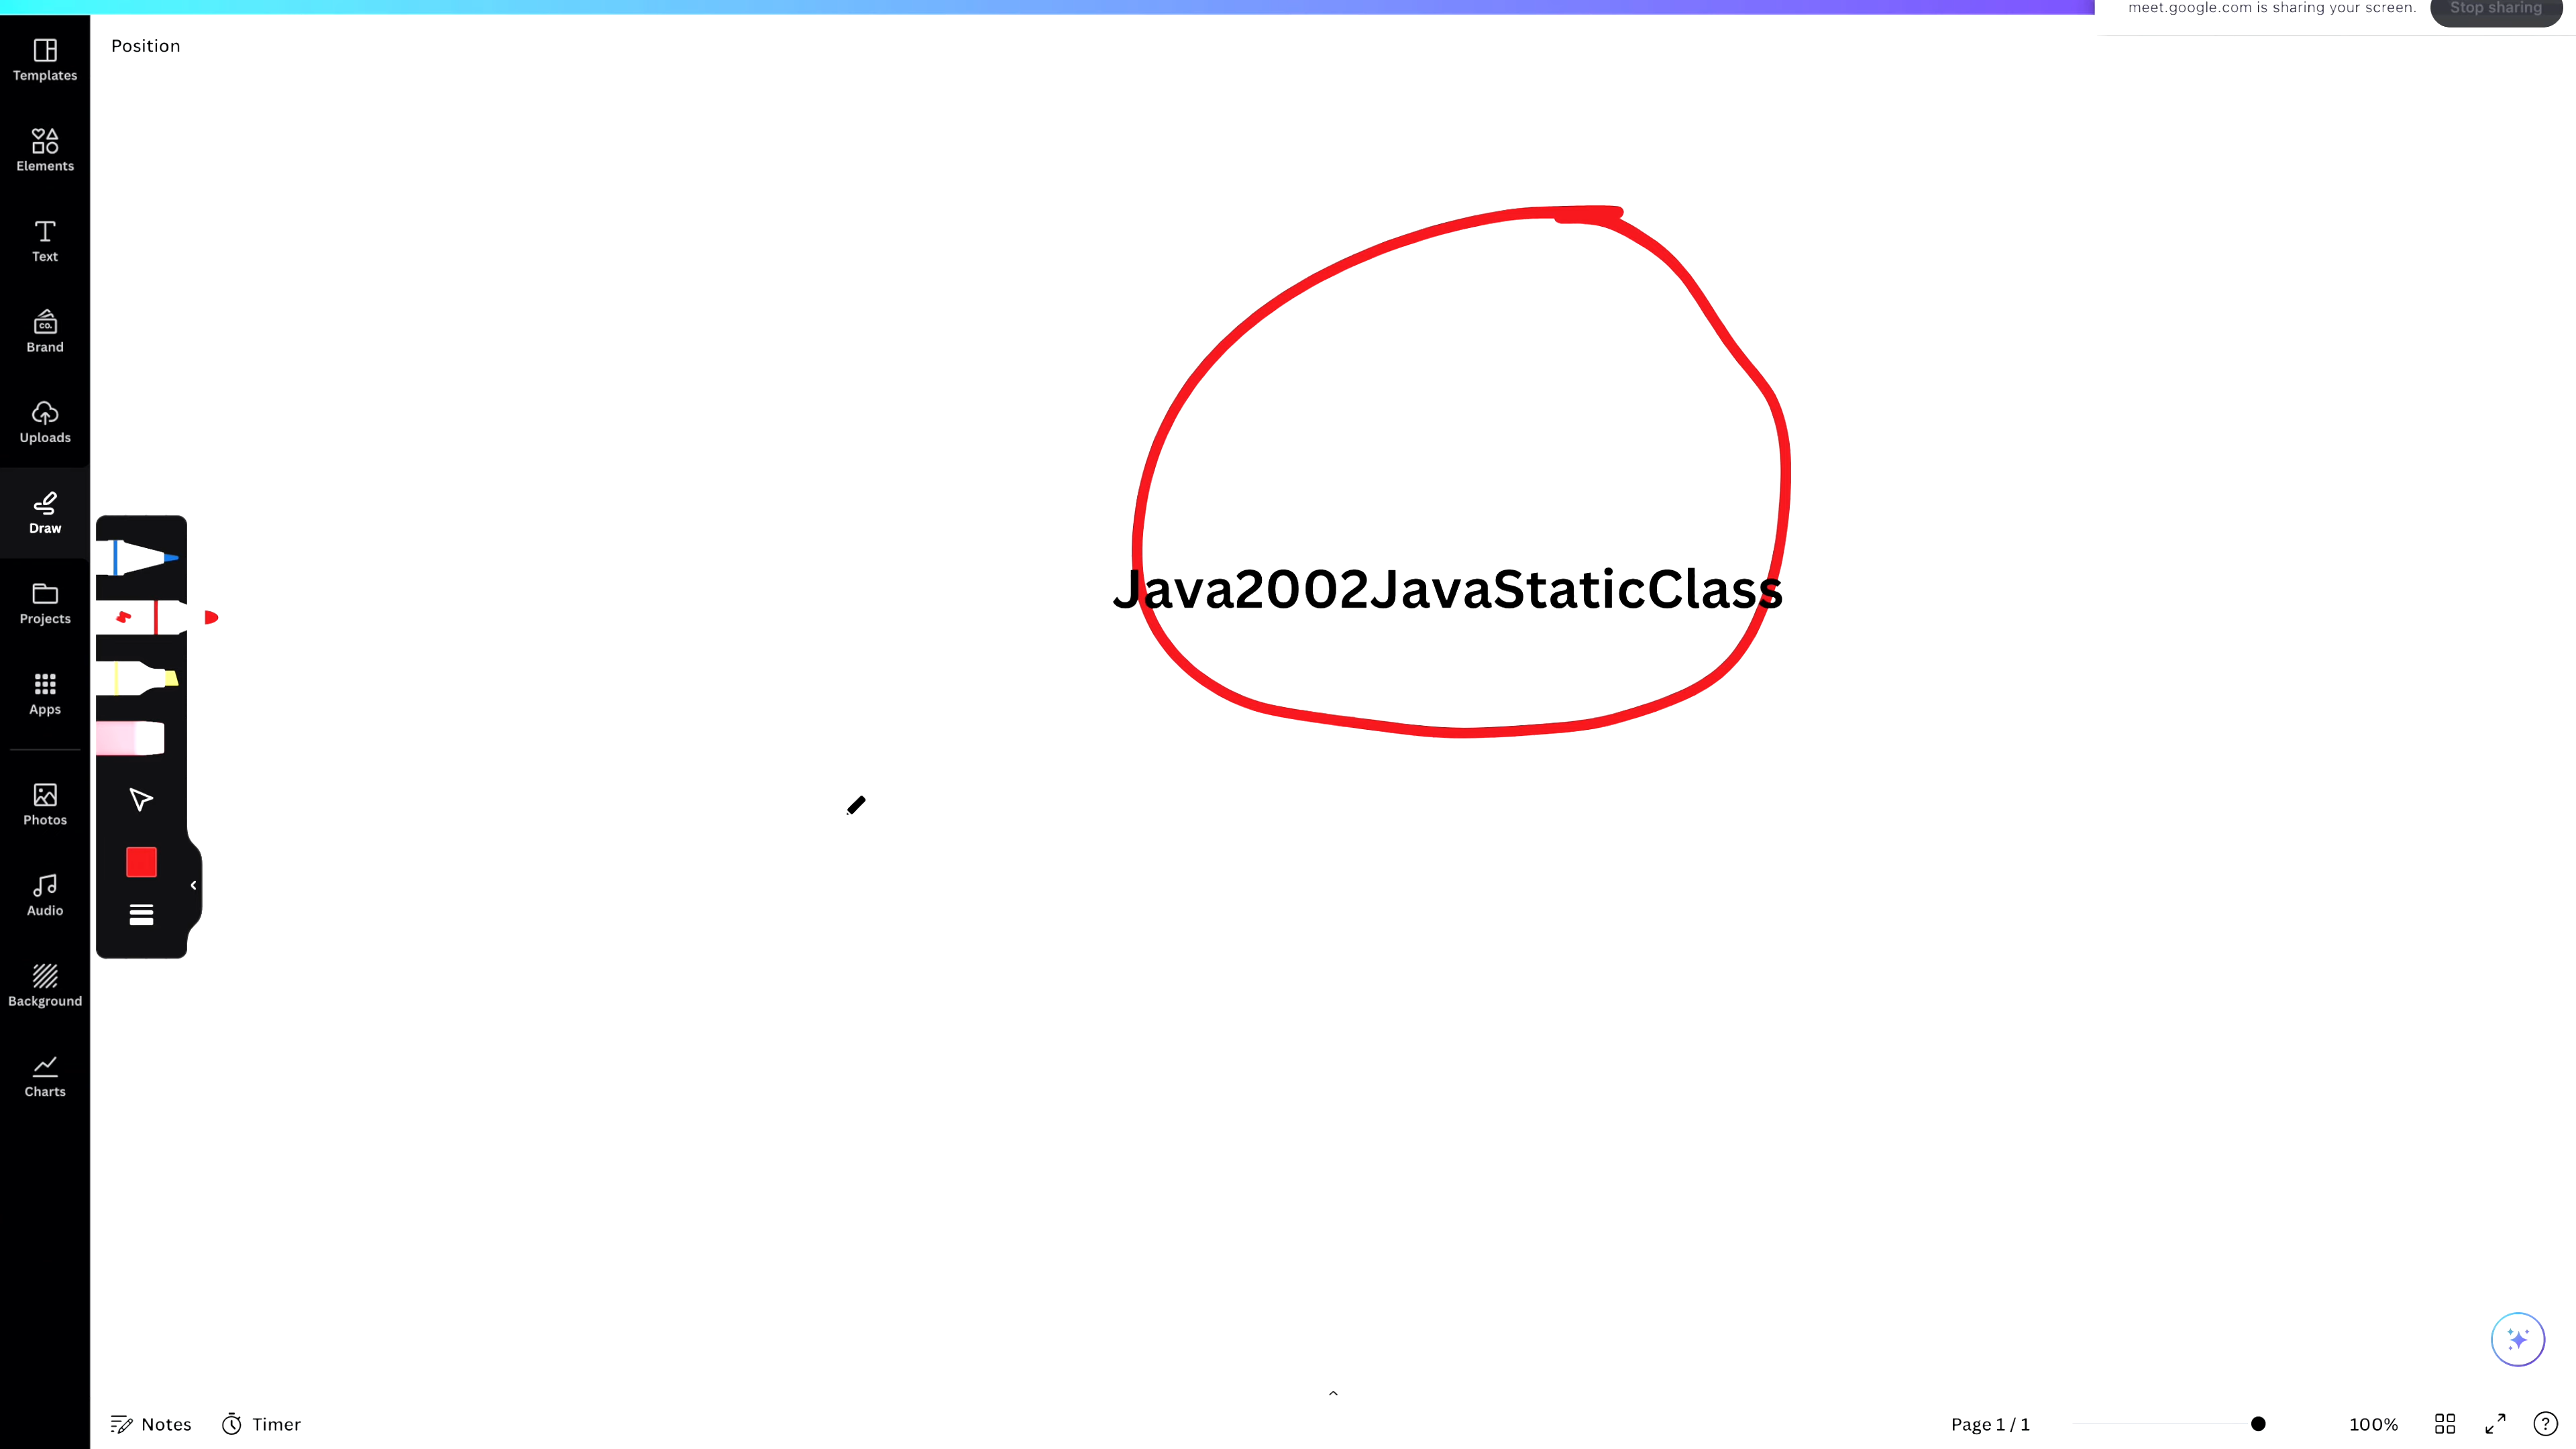 meet.google.com is sharing your screen.
Stop sharing
Position
Templates
Elements
Text
CO.
Brand
Uploads
Draw
Projects
Apps
Photos
Audio
Background
Charts
Java2002JavaStaticClass
Notes
Timer
Page 1 / 1
100%
?